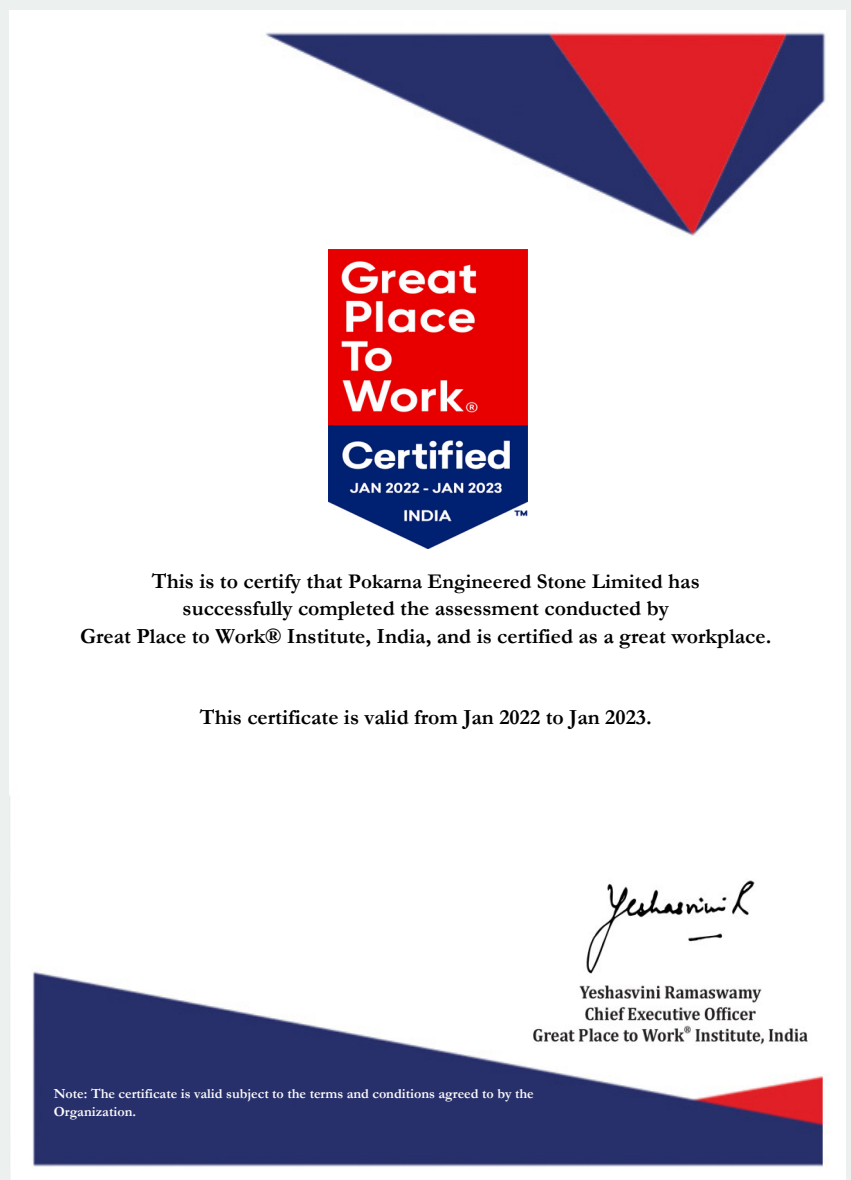 Great
Place
To
Work®
Certified
JAN 2022 - JAN 2023
INDIA ™
This is to certify that Pokarna Engineered Stone Limited has
successfully completed the assessment conducted by
Great Place to Work® Institute, India, and is certified as a great workplace.
This certificate is valid from Jan 2022 to Jan 2023.
Yeshasvini R
Yeshasvini Ramaswamy
Chief Executive Officer
Great Place to Work® Institute, India
Note: The certificate is valid subject to the terms and conditions agreed to by the
Organization.